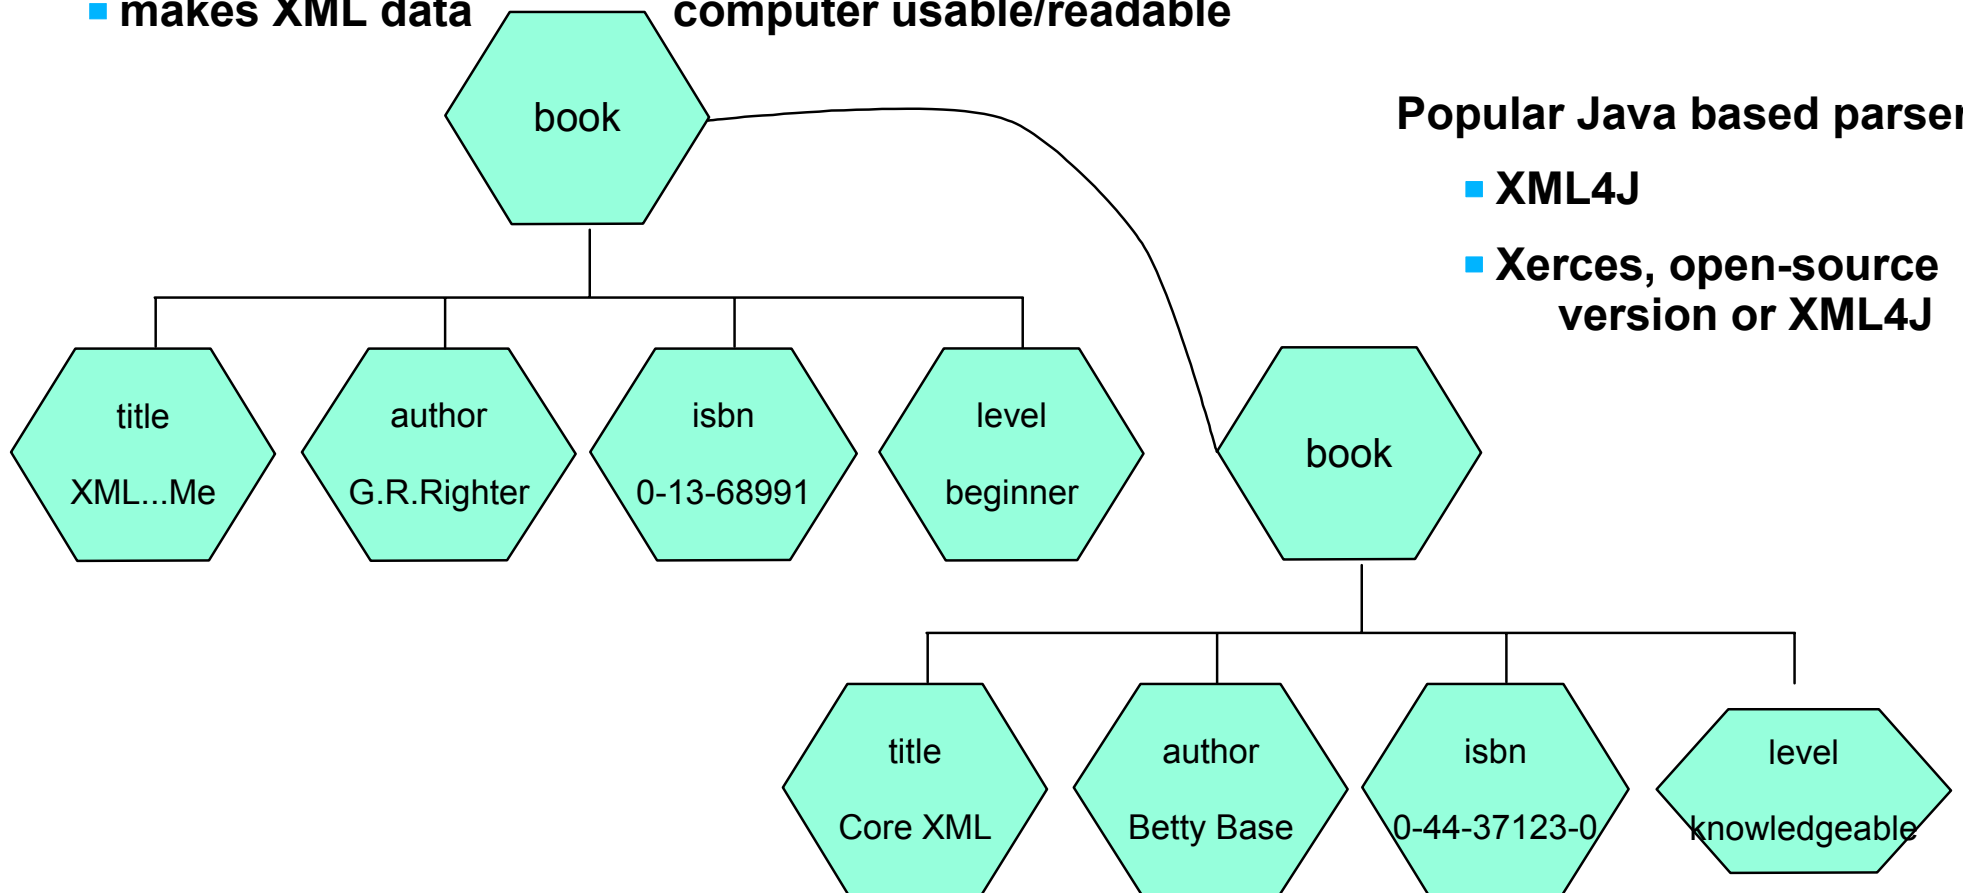 makes XML data computer usable/readable
book
Popular Java based parser
XML4J
Xerces, open-source
version or XML4J
title
XML...Me
author
G.R.Righter
isbn
0-13-68991
level
beginner
book
title
Core XML
author
Betty Base
isbn
0-44-37123-0
level
knowledgeable